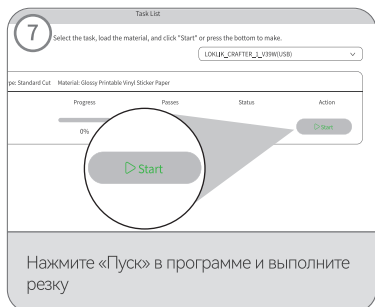 Task List
7
Select the task, load the material, and click "Start" or press the bottom to make.
LOKLIK_CRAFTER_1_V39W(USB)
pe: Standard Cut Material: Glossy Printable Vinyl Sticker Paper
Progress Passes Status Action
0% Start
Start
Нажмите «Пуск» в программе и выполните
резку